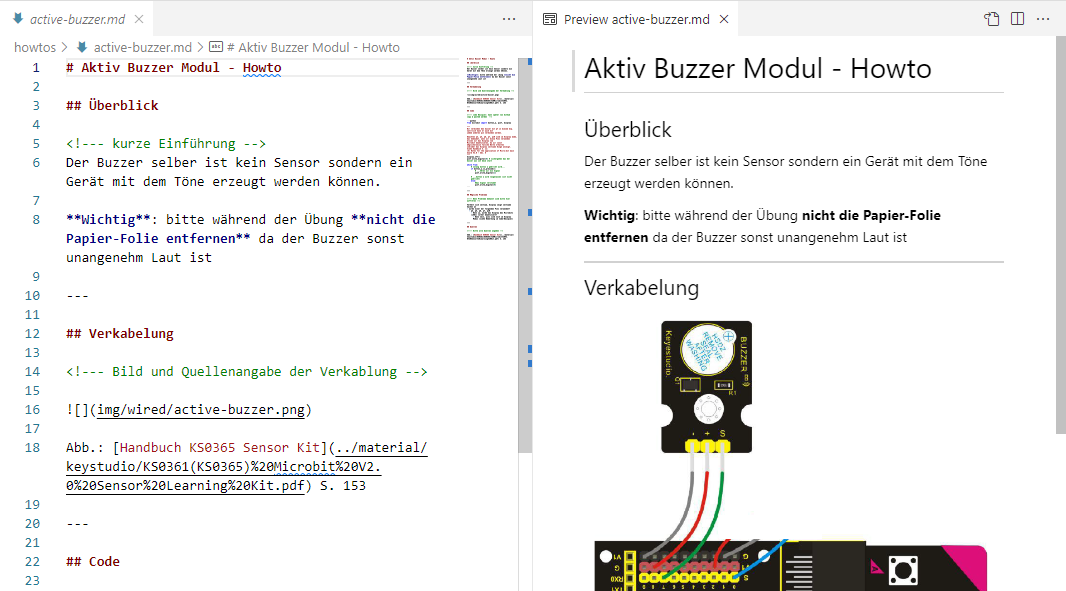 active-buzzer.md
howtos > active-buzzer.md > # Aktiv Buzzer Modul - Howto
1 # Aktiv Buzzer Modul - Howto
2
3 ## Überblick
4
5 <!--- kurze Einführung -->
6 Der Buzzer selber ist kein Sensor sondern ein
Gerät mit dem Töne erzeugt werden können.
7
8 **Wichtig**: bitte während der Übung **nicht die
Papier-Folie entfernen** da der Buzzer sonst
unangenehm Laut ist
9
10 ---
11
12 ## Verkabelung
13
14 <!--- Bild und Quellenangabe der Verkablung -->
15
16 ![](img/wired/active-buzzer.png)
17
18 Abb.: [Handbuch KS0365 Sensor Kit](../material/
keystudio/KS0361(KS0365)%20Microbit%20V2.
0%20Sensor%20Learning%20Kit.pdf) S. 153
19
20 ---
21
22 ## Code
23
Preview active-buzzer.md
Aktiv Buzzer Modul - Howto
Überblick
Der Buzzer selber ist kein Sensor sondern ein Gerät mit dem Töne
erzeugt werden können.
Wichtig: bitte während der Übung nicht die Papier-Folie
entfernen da der Buzzer sonst unangenehm Laut ist
Verkabelung
Keyestudio.
BUZZER
REMOVE
SEAL
AFTER
WASHING
R1
- + S
V1
G
RX0
G
V1
S